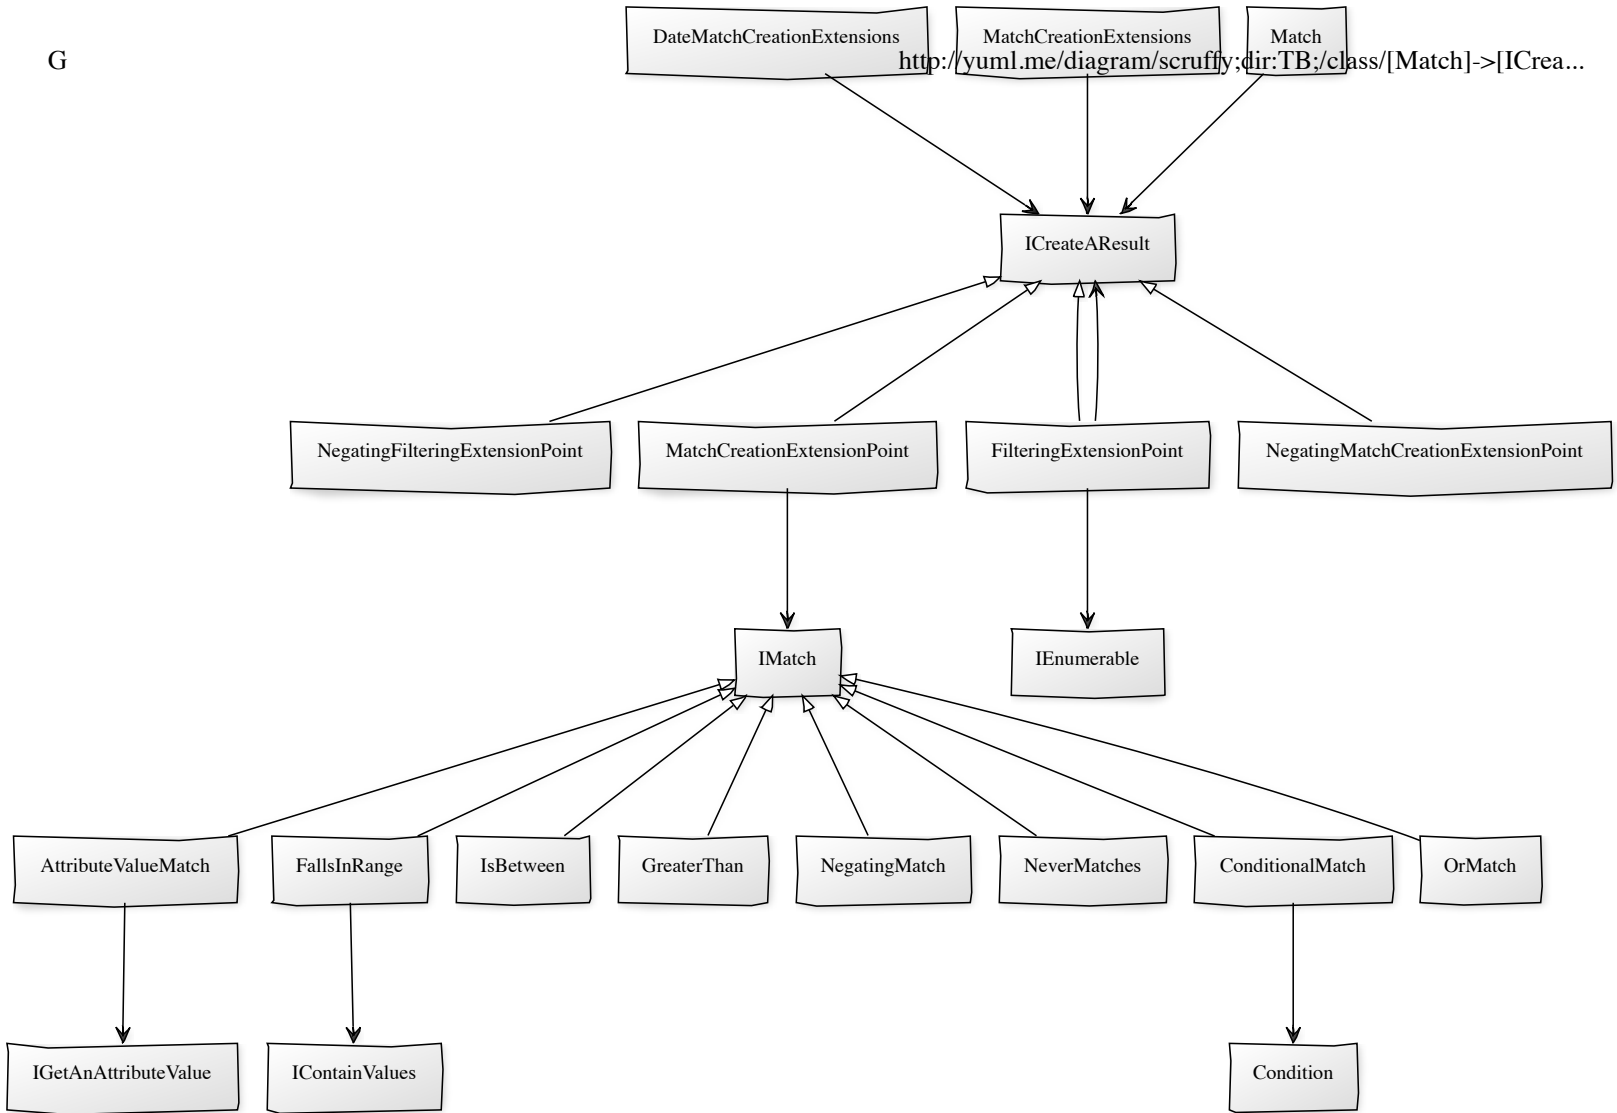 DateMatchCreationExtensions
MatchCreationExtensions
Match
G
http://yuml.me/diagram/scruffy;dir:TB;/class/[Match]->[ICrea...
ICreateAResult
NegatingFilteringExtensionPoint
MatchCreationExtensionPoint
FilteringExtensionPoint
NegatingMatchCreationExtensionPoint
IMatch
IEnumerable
AttributeValueMatch
FallsInRange
IsBetween
GreaterThan
NegatingMatch
NeverMatches
ConditionalMatch
OrMatch
IGetAnAttributeValue
IContainValues
Condition